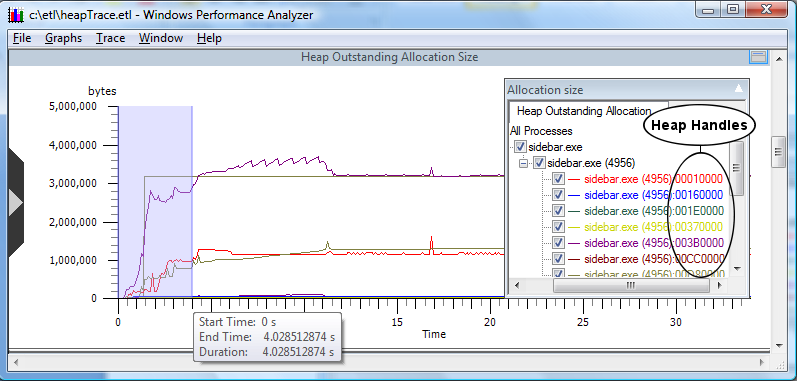 c:\etl\heapTrace.etl - Windows Performance Analyzer
File Graphs Trace Window Help
Heap Outstanding Allocation Size
bytes
5,000,000
4,000,000
3,000,000
2,000,000
1,000,000
0
0 15 20 25 30
Time
Start Time: 0 s
End Time: 4.028512874 s
Duration: 4.028512874 s
Allocation size
Heap Outstanding Allocation
Heap Handles
All Processes
sidebar.exe
sidebar.exe (4956)
sidebar.exe (4956):00010000
sidebar.exe (4956):00160000
sidebar.exe (4956):001E0000
sidebar.exe (4956):00370000
sidebar.exe (4956):003B0000
sidebar.exe (4956):00CC0000
sidebar.exe (4956):00D80000